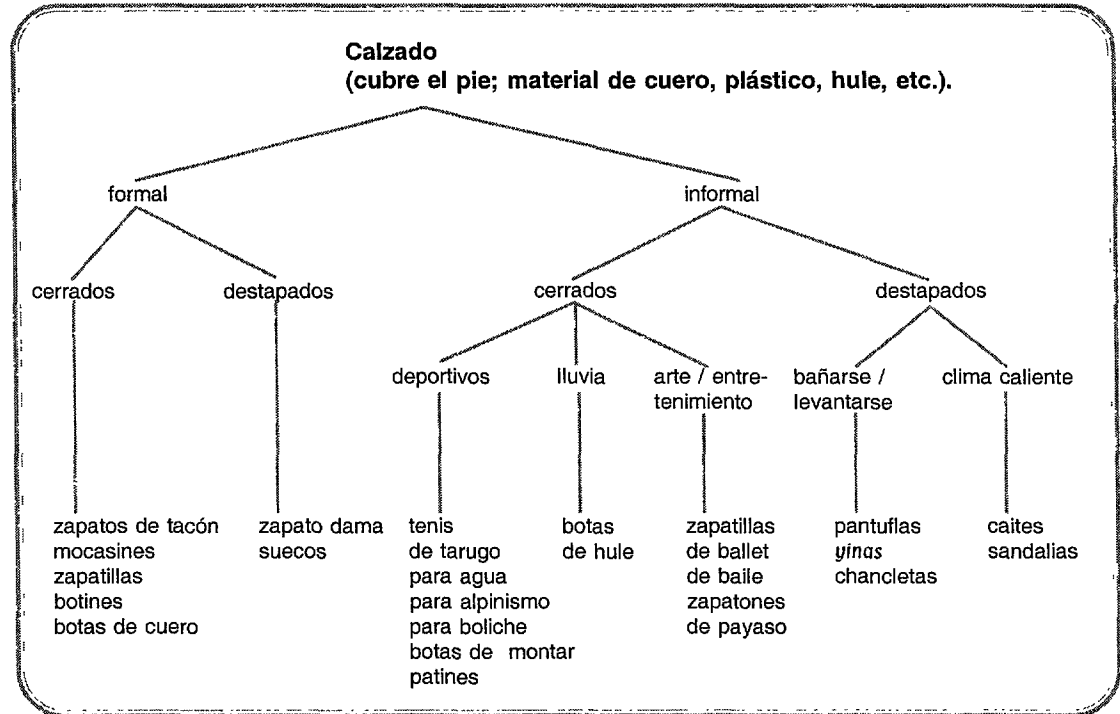 Calzado
(cubre el pie; material de cuero, plástico, hule, etc.).
formal
informal
cerrados
destapados
cerrados
destapados
deportivos
lluvia
arte / entre-
tenimiento
bañarse /
levantarse
clima caliente
zapatos de tacón
mocasines
zapatillas
botines
botas de cuero
zapato dama
suecos
tenis
de tarugo
para agua
para alpinismo
para boliche
botas de montar
patines
botas
de hule
zapatillas
de ballet
de baile
zapatones
de payaso
pantuflas
yinas
chancletas
caites
sandalias